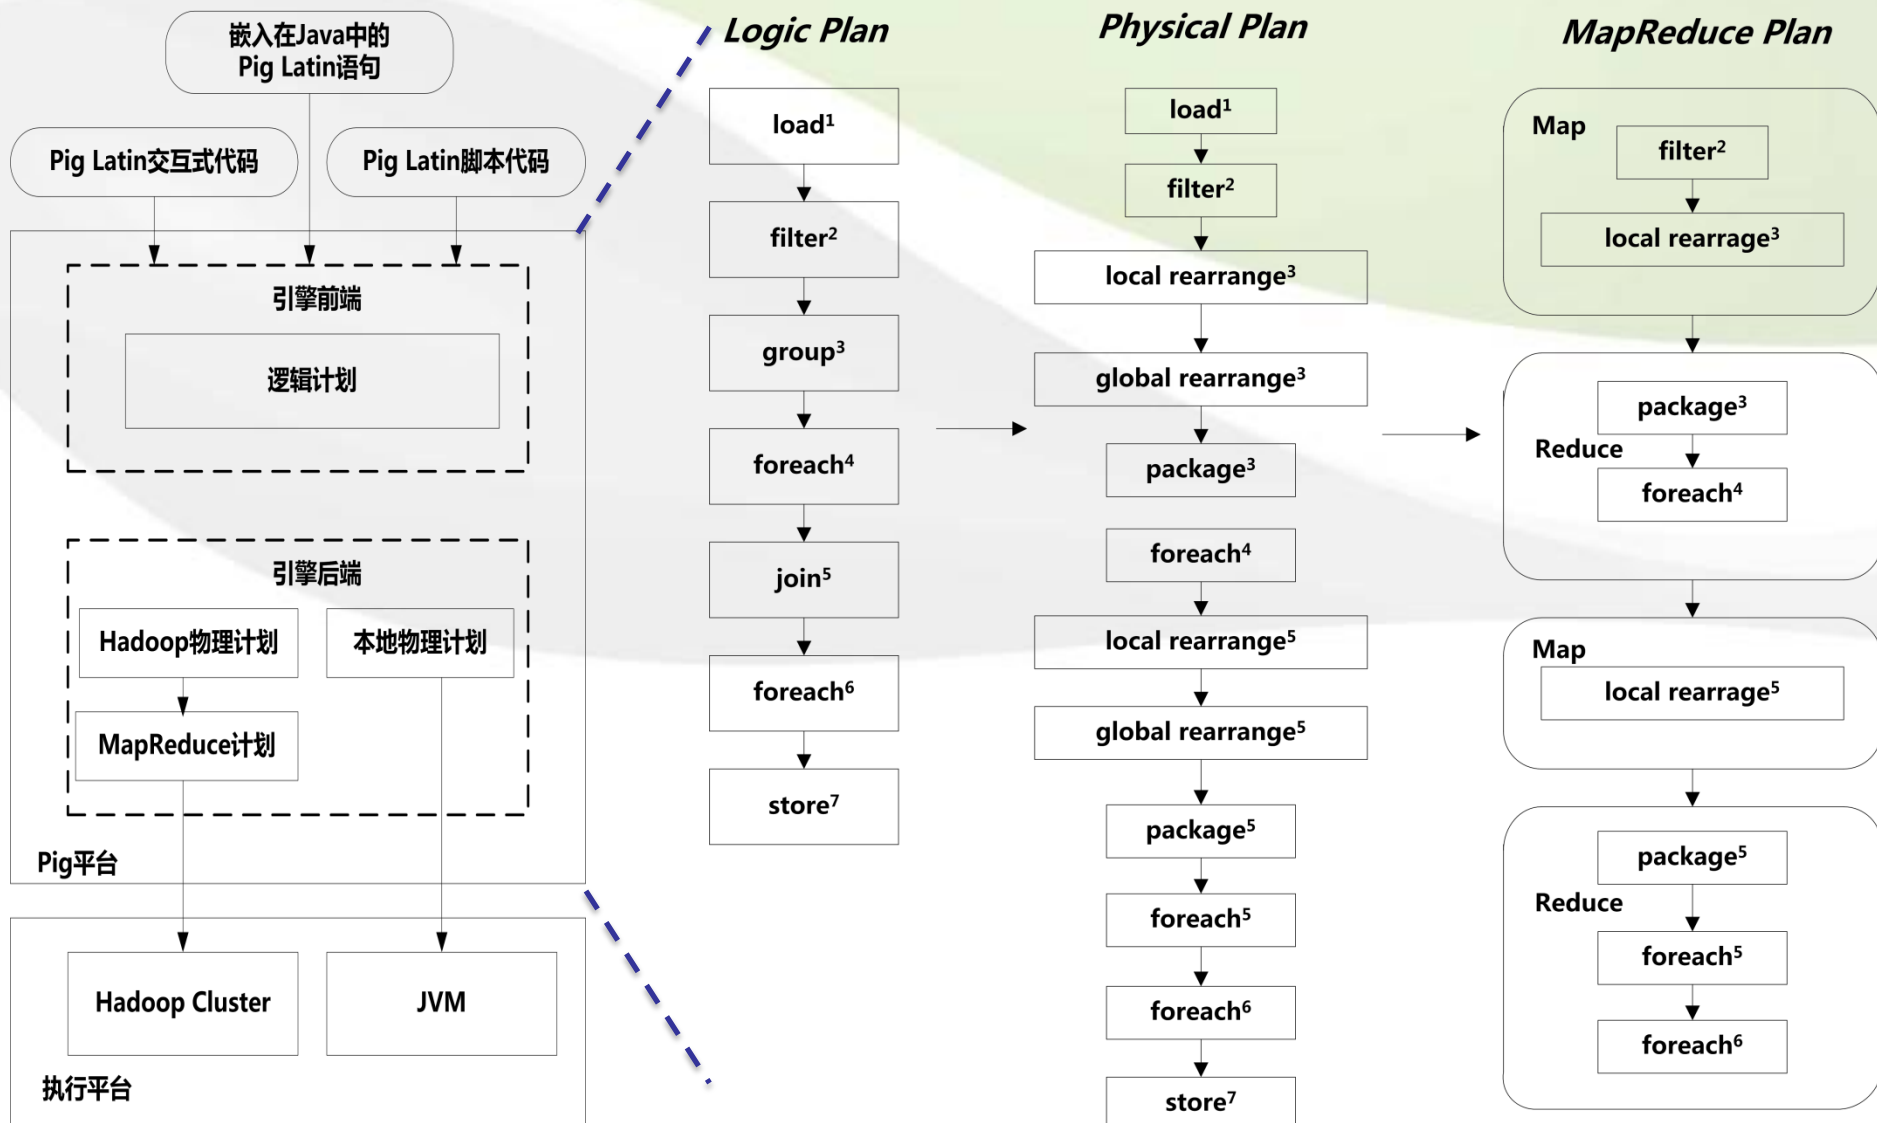 嵌入在Java中的
Pig Latin语句
Pig Latin交互式代码
Pig Latin脚本代码
引擎前端
逻辑计划
引擎后端
Hadoop物理计划
本地物理计划
MapReduce计划
Pig平台
Hadoop Cluster
JVM
执行平台
Logic Plan
load¹
filter²
group³
foreach⁴
join⁵
foreach⁶
store⁷
Physical Plan
load¹
filter²
local rearrange³
global rearrange³
package³
foreach⁴
local rearrange⁵
global rearrange⁵
package⁵
foreach⁵
foreach⁶
store⁷
MapReduce Plan
Map
filter²
local rearrage³
package³
Reduce
foreach⁴
Map
local rearrage⁵
package⁵
Reduce
foreach⁵
foreach⁶